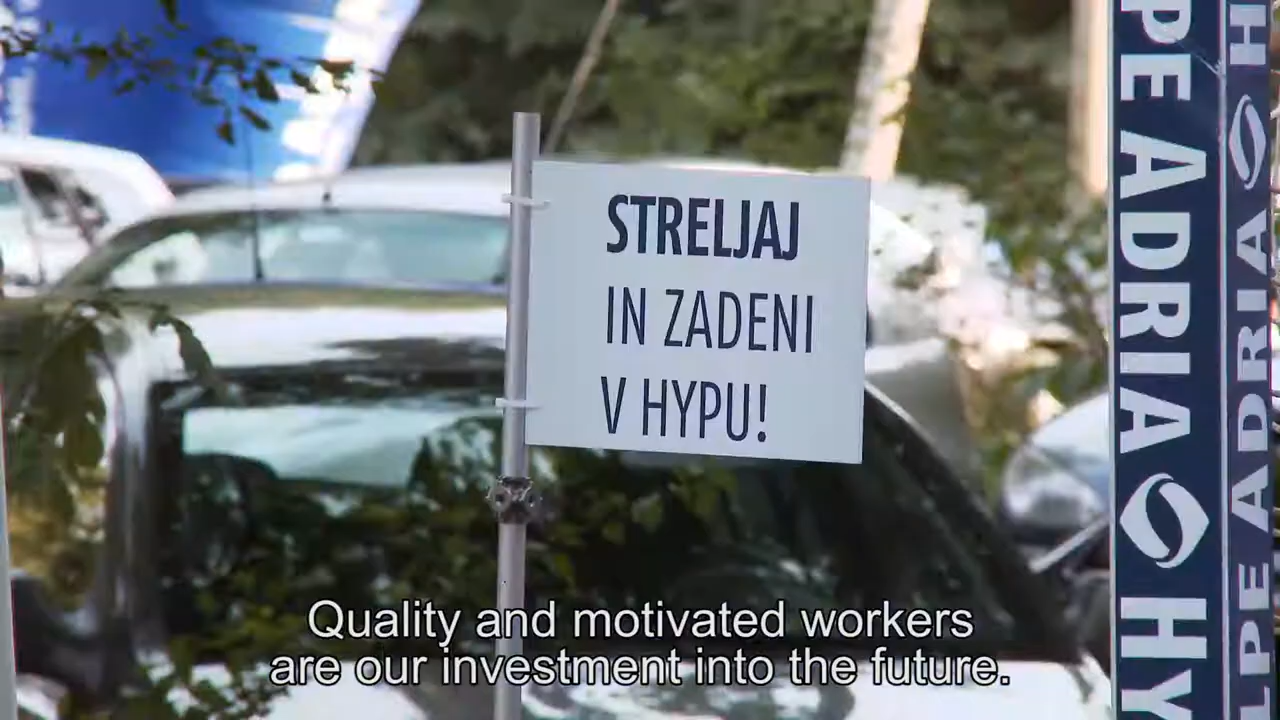 STRELJAJ
IN ZADENI
V HYPU!
PE ADRIA HY
LPE ADRIA H
Quality and motivated workers
are our investment into the future.